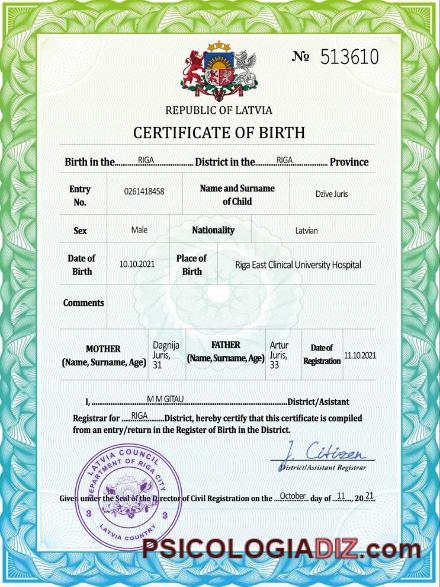 № 513610
REPUBLIC OF LATVIA
CERTIFICATE OF BIRTH
Birth in the....RIGA.... District in the....RIGA.... Province
Entry No. 0261418458 Name and Surname of Child Dzive Juris
Sex Male Nationality Latvian
Date of Birth 10.10.2021 Place of Birth Riga East Clinical University Hospital
Comments
MOTHER (Name, Surname, Age) Dagnija Juris, 31 FATHER (Name, Surname, Age) Artur Juris, 33 Date of Registration 11.10.2021
I, ....M M GITAU....District/Asistant
Registrar for ....RIGA....District, hereby certify that this certificate is compiled
from an entry/return in the Register of Birth in the District.
J. Citizen
District/Assistant Registrar
LATVIA COUNCIL
DEPARTMENT OF RIGA CITY
3 3
LATVIA COUNTRY
Given under the Seal of the Director of Civil Registration on the ....October.. day of ..11.., 20.21
PSICOLOGIADIZ.com